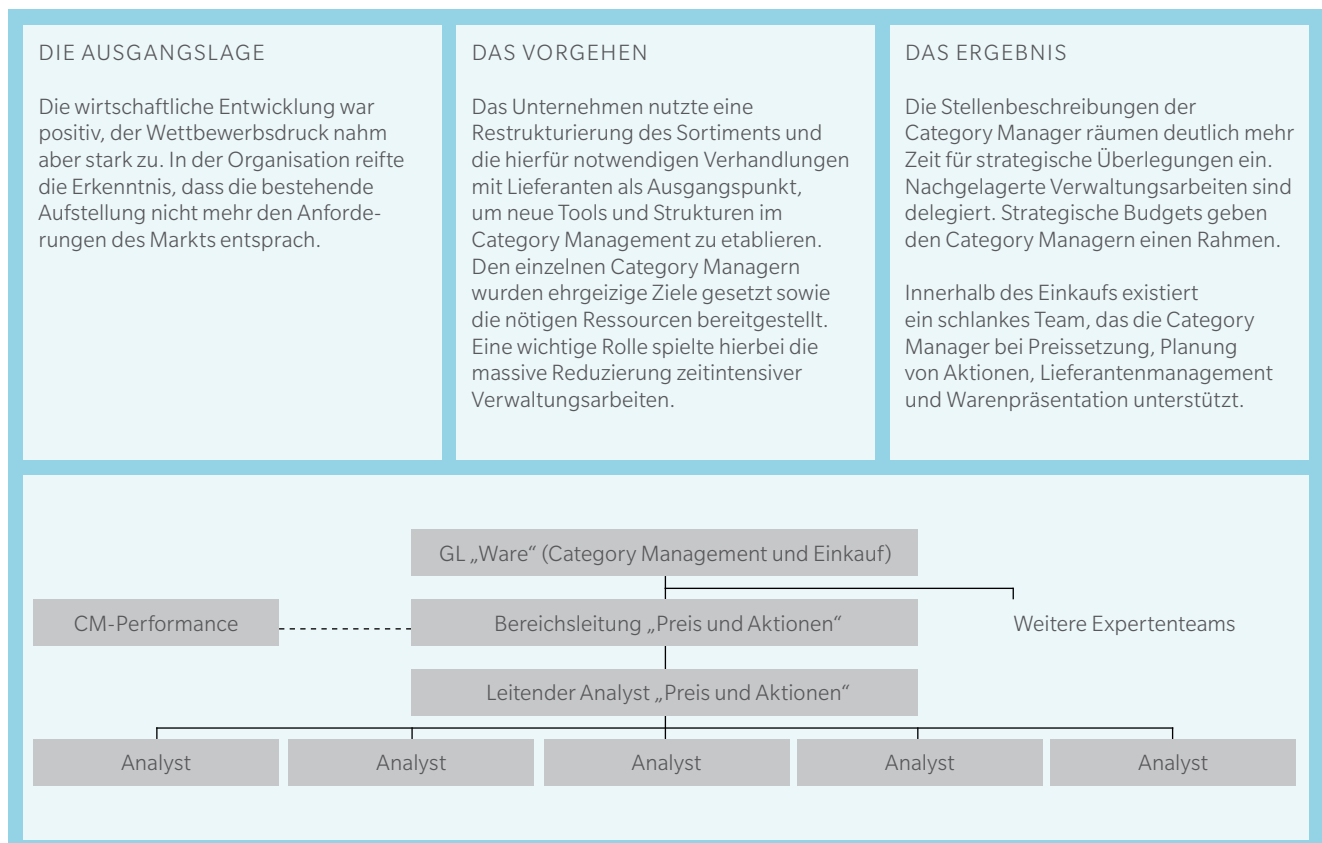 DIE AUSGANGSLAGE
Die wirtschaftliche Entwicklung war
positiv, der Wettbewerbsdruck nahm
aber stark zu. In der Organisation reifte
die Erkenntnis, dass die bestehende
Aufstellung nicht mehr den Anforde-
rungen des Markts entsprach.
DAS VORGEHEN
Das Unternehmen nutzte eine
Restrukturierung des Sortiments und
die hierfür notwendigen Verhandlungen
mit Lieferanten als Ausgangspunkt,
um neue Tools und Strukturen im
Category Management zu etablieren.
Den einzelnen Category Managern
wurden ehrgeizige Ziele gesetzt sowie
die nötigen Ressourcen bereitgestellt.
Eine wichtige Rolle spielte hierbei die
massive Reduzierung zeitintensiver
Verwaltungsarbeiten.
DAS ERGEBNIS
Die Stellenbeschreibungen der
Category Manager räumen deutlich mehr
Zeit für strategische Überlegungen ein.
Nachgelagerte Verwaltungsarbeiten sind
delegiert. Strategische Budgets geben
den Category Managern einen Rahmen.
Innerhalb des Einkaufs existiert
ein schlankes Team, das die Category
Manager bei Preissetzung, Planung
von Aktionen, Lieferantenmanagement
und Warenpräsentation unterstützt.
GL „Ware“ (Category Management und Einkauf)
CM-Performance
Bereichsleitung „Preis und Aktionen“
Weitere Expertenteams
Leitender Analyst „Preis und Aktionen“
Analyst
Analyst
Analyst
Analyst
Analyst